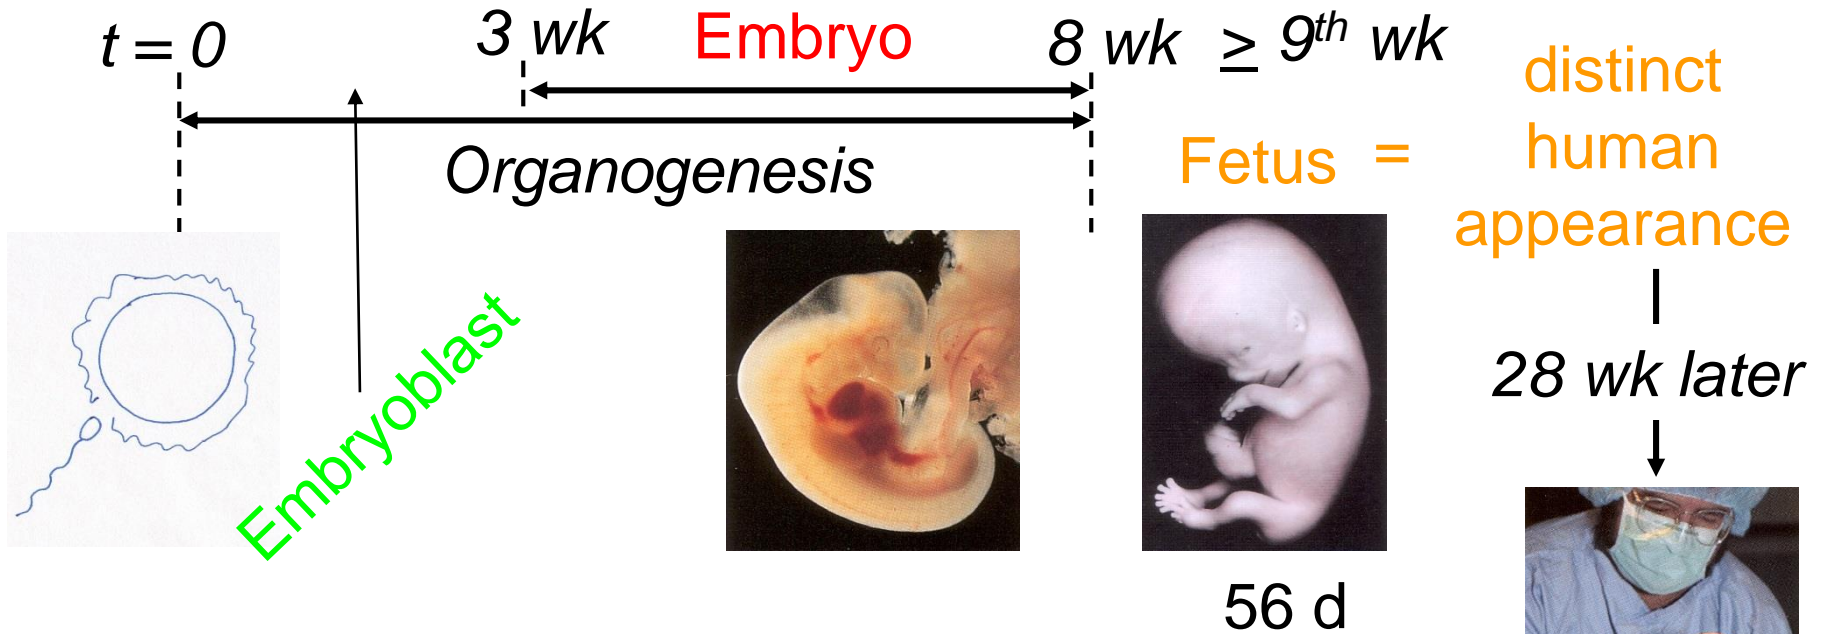 t = 0
3 wk
Embryo
8 wk
≥ 9th wk
Organogenesis
Embryoblast
Fetus =
distinct
human
appearance
28 wk later
56 d